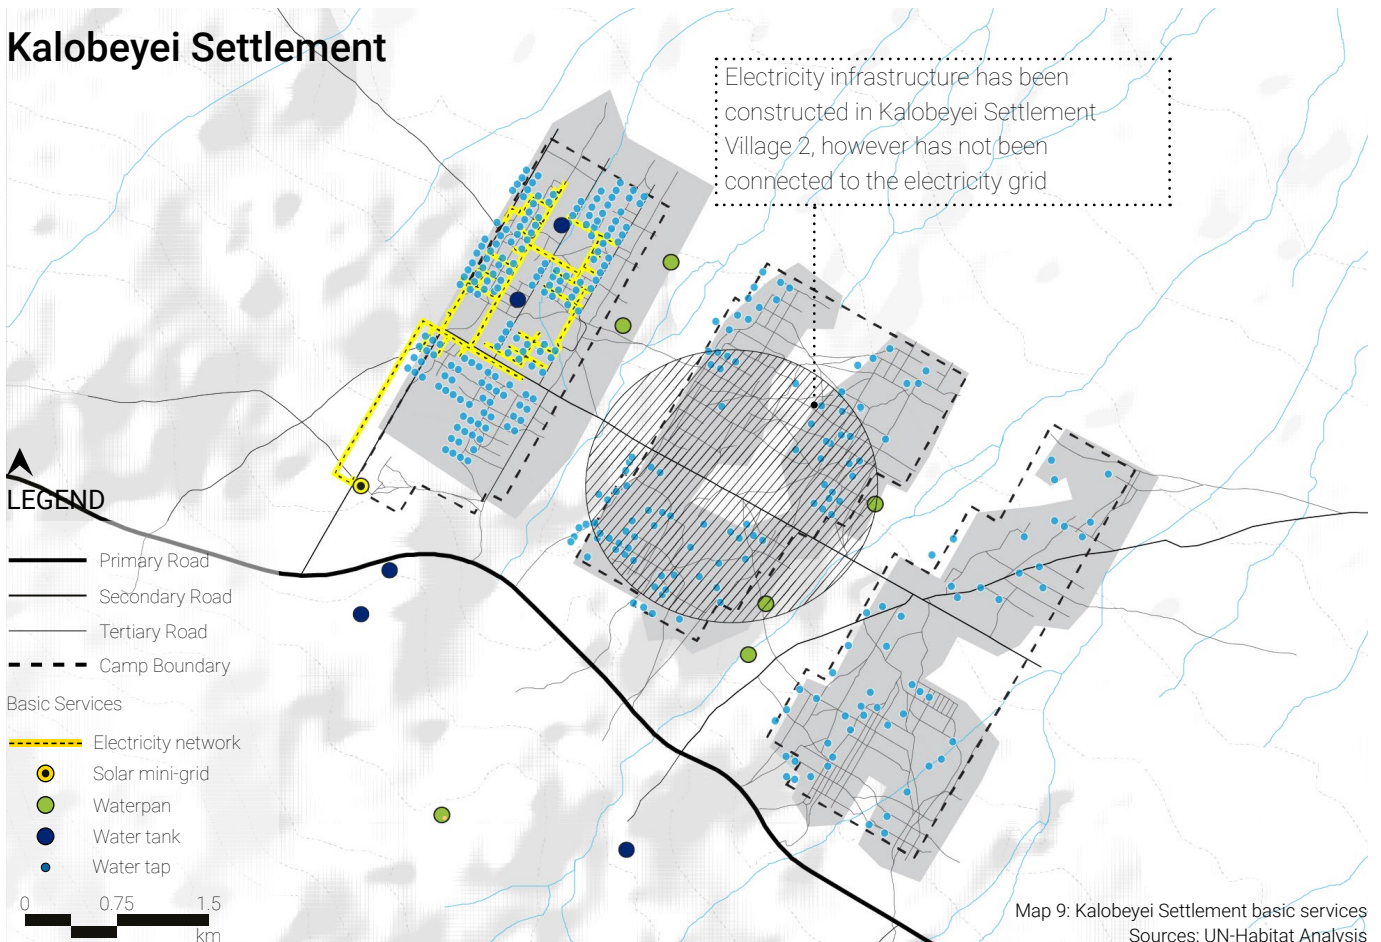 Kalobeyei Settlement
Electricity infrastructure has been
constructed in Kalobeyei Settlement
Village 2, however has not been
connected to the electricity grid
LEGEND
Primary Road
Secondary Road
Tertiary Road
Camp Boundary
Basic Services
Electricity network
Solar mini-grid
Waterpan
Water tank
Water tap
0 0.75 1.5
km
Map 9: Kalobeyei Settlement basic services
Sources: UN-Habitat Analysis